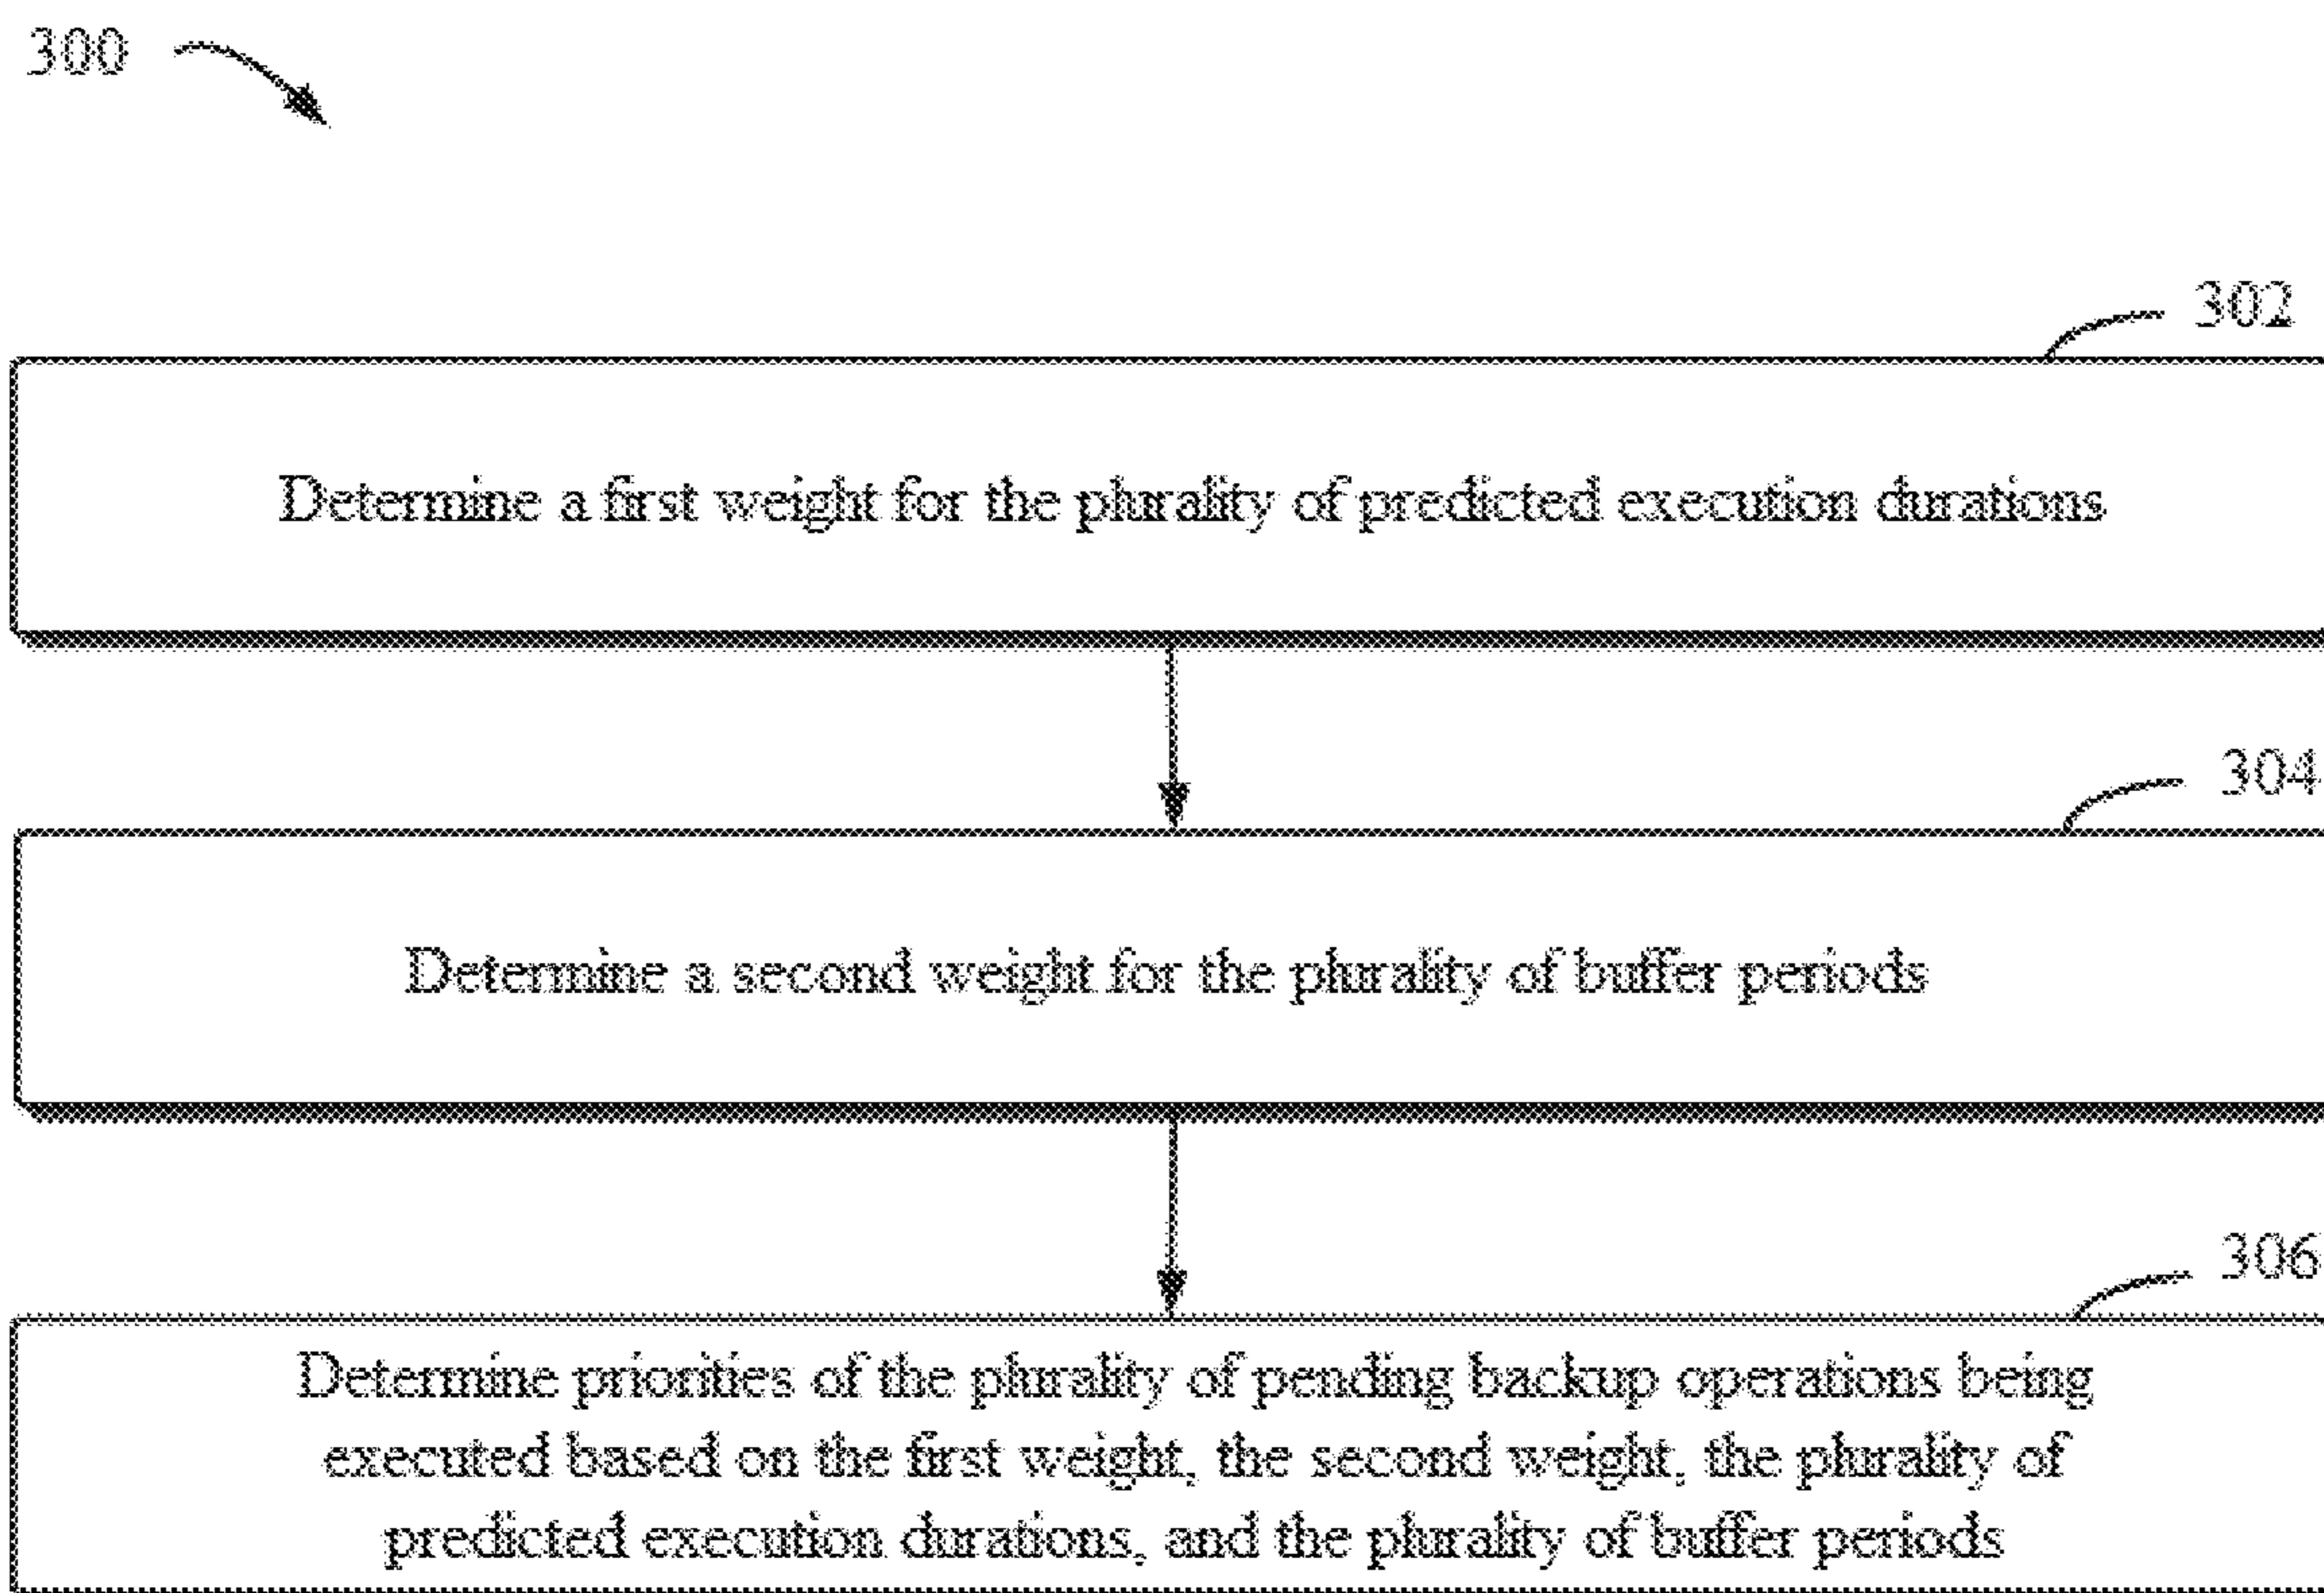 300
302
Determine a first weight for the plurality of predicted execution durations
304
Determine a second weight for the plurality of buffer periods
306
Determine priorities of the plurality of pending backup operations being
executed based on the first weight, the second weight, the plurality of
predicted execution durations, and the plurality of buffer periods